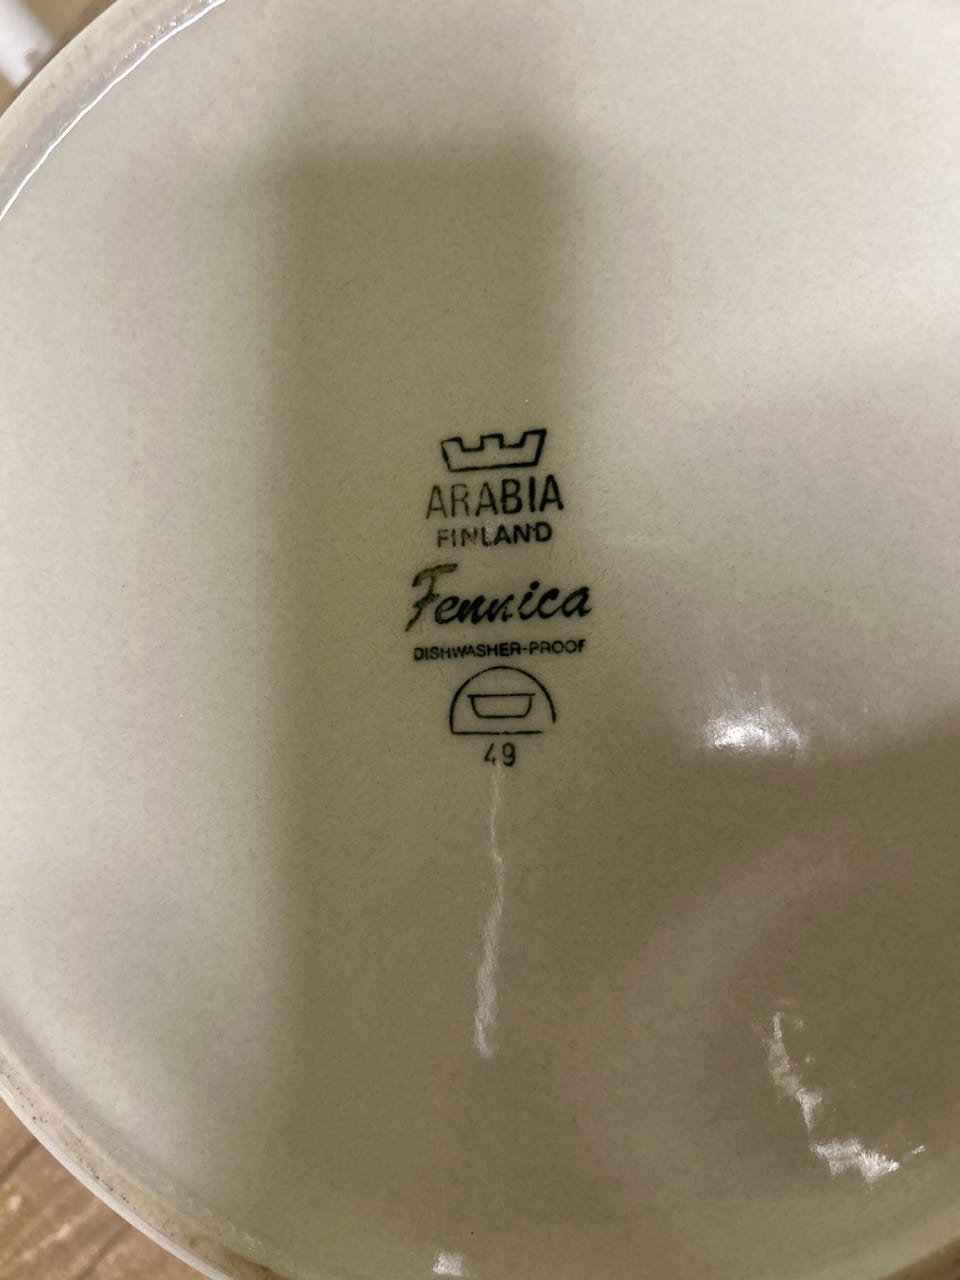 ARABIA
FINLAND
Fennica
DISHWASHER-PROOF
49